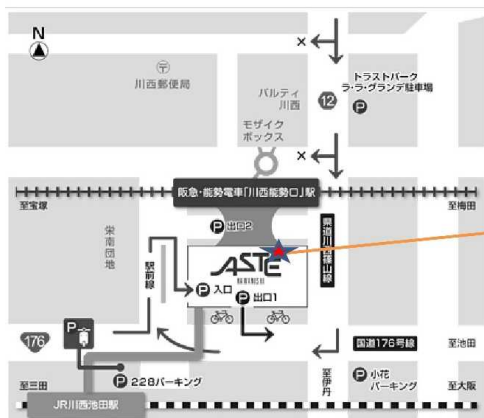 N
川西郵便局
パルティ
川西
12
トラストパーク
ラ・ラ・グランデ駐車場
P
モザイク
ボックス
阪急・能勢電車「川西能勢口」駅
至宝塚
至梅田
P 出口2
栄南団地
駅前線
県道川西篠山線
ASTE
P 入口
P 出口1
176
P
国道176号線
至池田
至三田
P 228パーキング
至伊丹
P 小花
パーキング
至大阪
JR川西池田駅